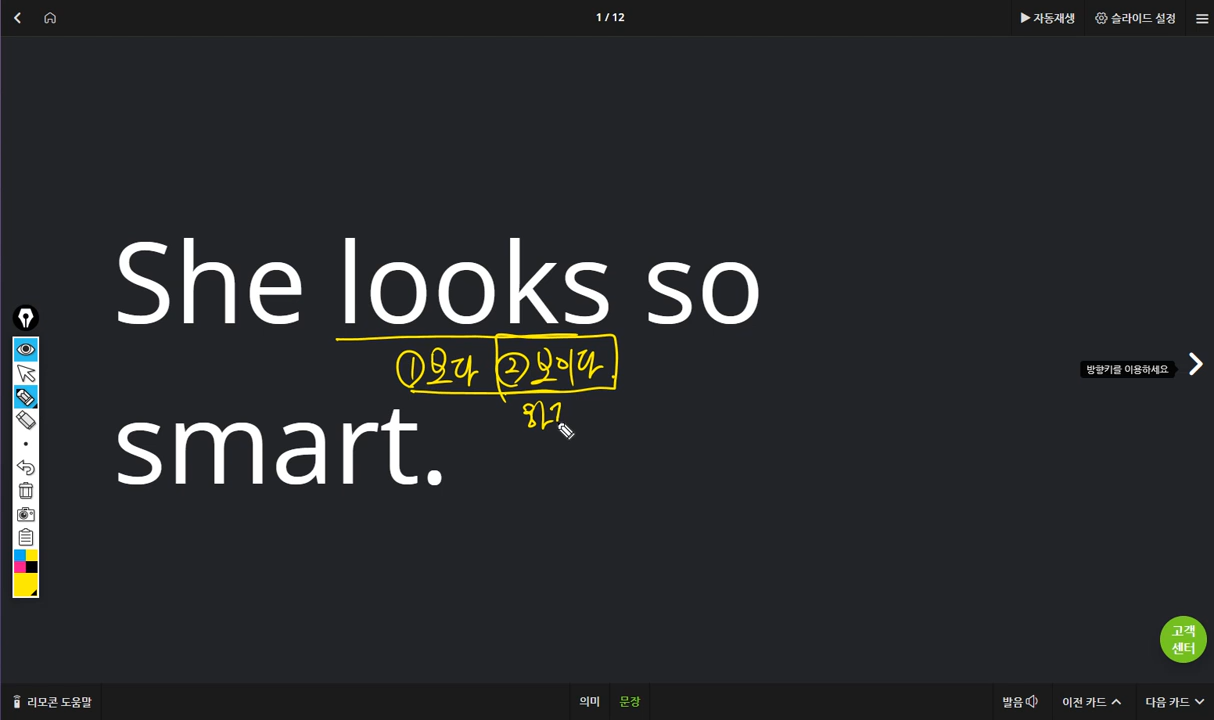 1 / 12
자동재생
슬라이드 설정
She looks so
① 보다 ② 보이다
smart.
방향키를 이용하세요
고객
센터
리모콘 도움말
의미
문장
발음
이전 카드
다음 카드